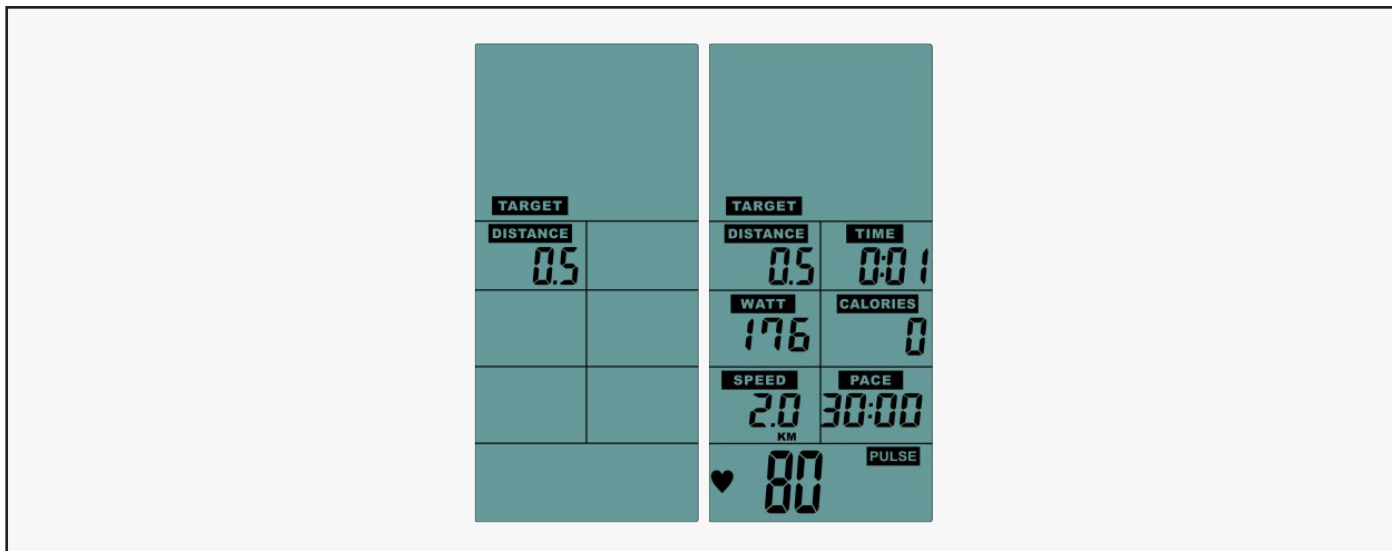 TARGET
DISTANCE
0.5
TARGET
DISTANCE TIME
0.5 0:01
WATT CALORIES
176 0
SPEED PACE
2.0 30:00
KM
PULSE
80